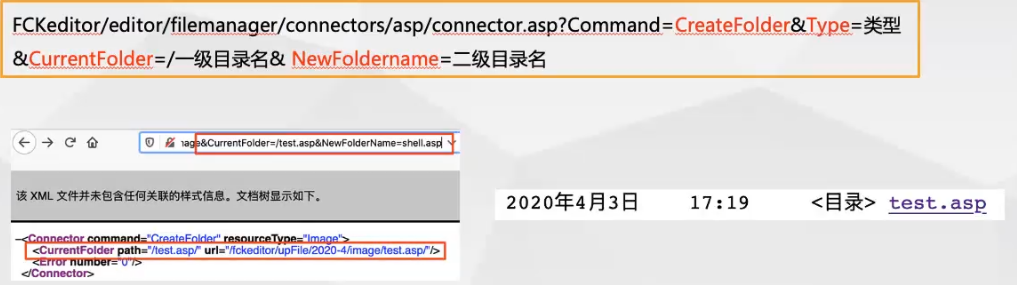 FCKeditor/editor/filemanager/connectors/asp/connector.asp?Command=CreateFolder&Type=类型
&CurrentFolder=/一级目录名& NewFoldername=二级目录名
age&CurrentFolder=/test.asp&NewFolderName=shell.asp
该 XML 文件并未包含任何关联的样式信息。文档树显示如下。
2020年4月3日 17:19 <目录> test.asp
–<Connector command="CreateFolder" resourceType="Image">
<CurrentFolder path="/test.asp/" url="/fckeditor/upFile/2020-4/image/test.asp/"/>
<Error number="0"/>
</Connector>